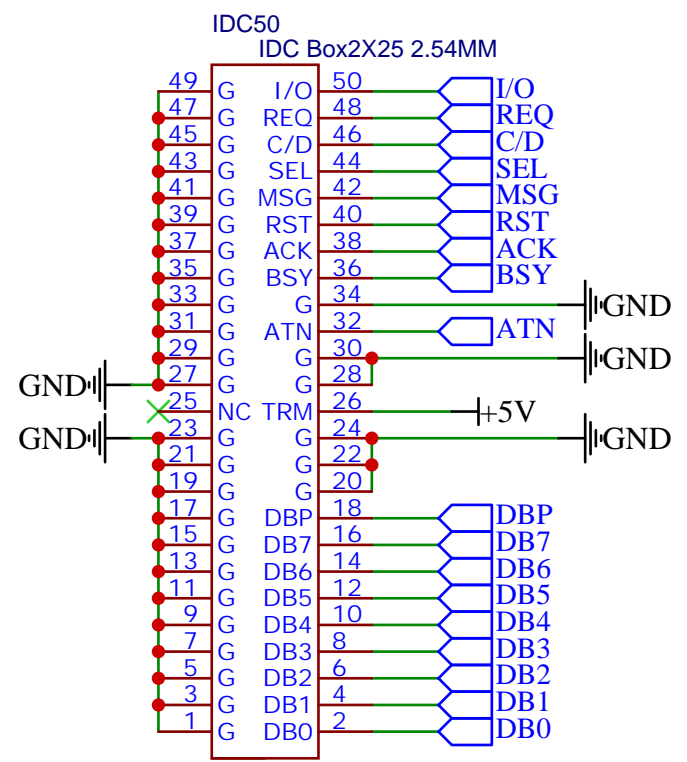 IDC50
IDC Box2X25 2.54MM
49 G I/O 50 I/O
47 G REQ 48 REQ
45 G C/D 46 C/D
43 G SEL 44 SEL
41 G MSG 42 MSG
39 G RST 40 RST
37 G ACK 38 ACK
35 G BSY 36 BSY
33 G G 34 GND
31 G ATN 32 ATN
29 G G 30 GND
GND 27 G G 28
25 NC TRM 26 +5V
GND 23 G G 24 GND
21 G G 22
19 G G 20
17 G DBP 18 DBP
15 G DB7 16 DB7
13 G DB6 14 DB6
11 G DB5 12 DB5
9 G DB4 10 DB4
7 G DB3 8 DB3
5 G DB2 6 DB2
3 G DB1 4 DB1
1 G DB0 2 DB0